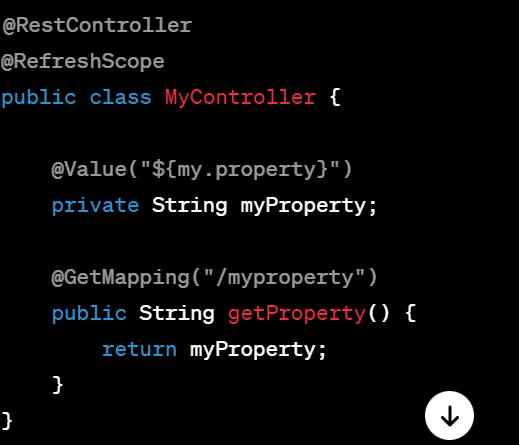 @RestController
@RefreshScope
public class MyController {
    @Value("${my.property}")
    private String myProperty;
    @GetMapping("/myproperty")
    public String getProperty() {
        return myProperty;
    }
}